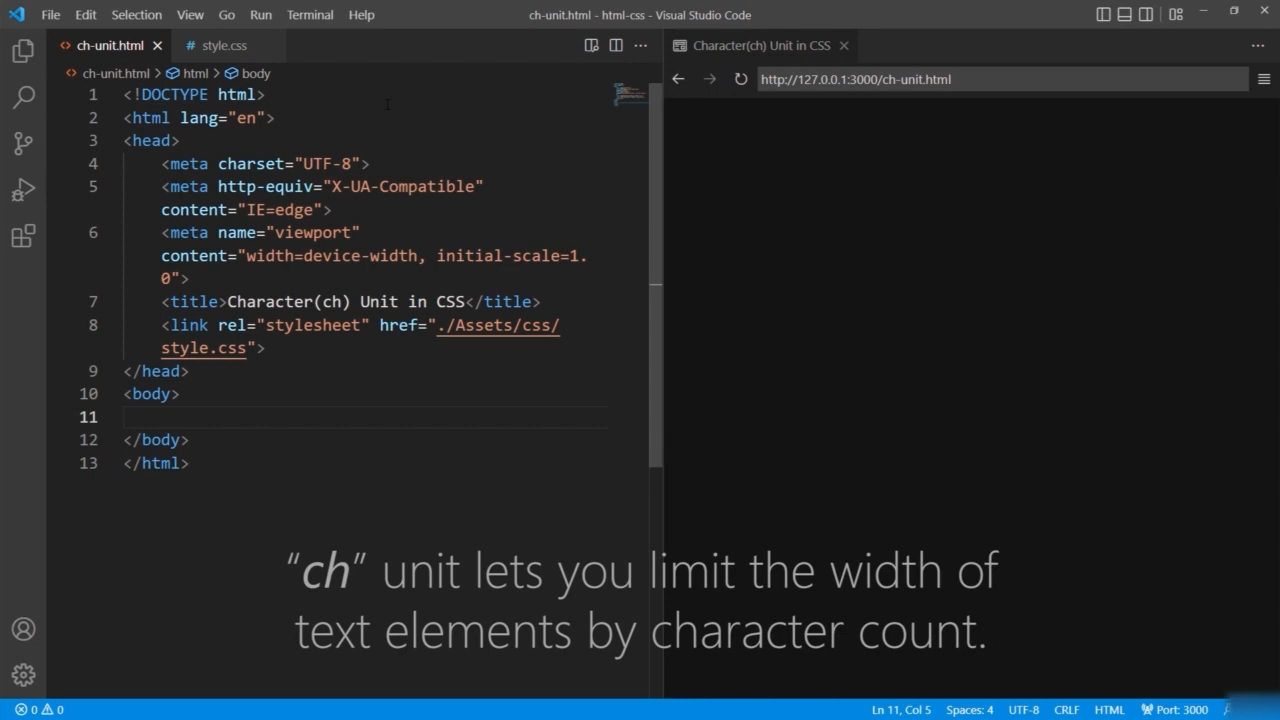 File Edit Selection View Go Run Terminal Help
ch-unit.html - html-css - Visual Studio Code
ch-unit.html
# style.css
Character(ch) Unit in CSS
ch-unit.html > html > body
http://127.0.0.1:3000/ch-unit.html
1 <!DOCTYPE html>
2 <html lang="en">
3 <head>
4 <meta charset="UTF-8">
5 <meta http-equiv="X-UA-Compatible"
content="IE=edge">
6 <meta name="viewport"
content="width=device-width, initial-scale=1.
0">
7 <title>Character(ch) Unit in CSS</title>
8 <link rel="stylesheet" href="./Assets/css/
style.css">
9 </head>
10 <body>
11
12 </body>
13 </html>
“ch” unit lets you limit the width of
text elements by character count.
0 0
Ln 11, Col 5 Spaces: 4 UTF-8 CRLF HTML Port: 3000